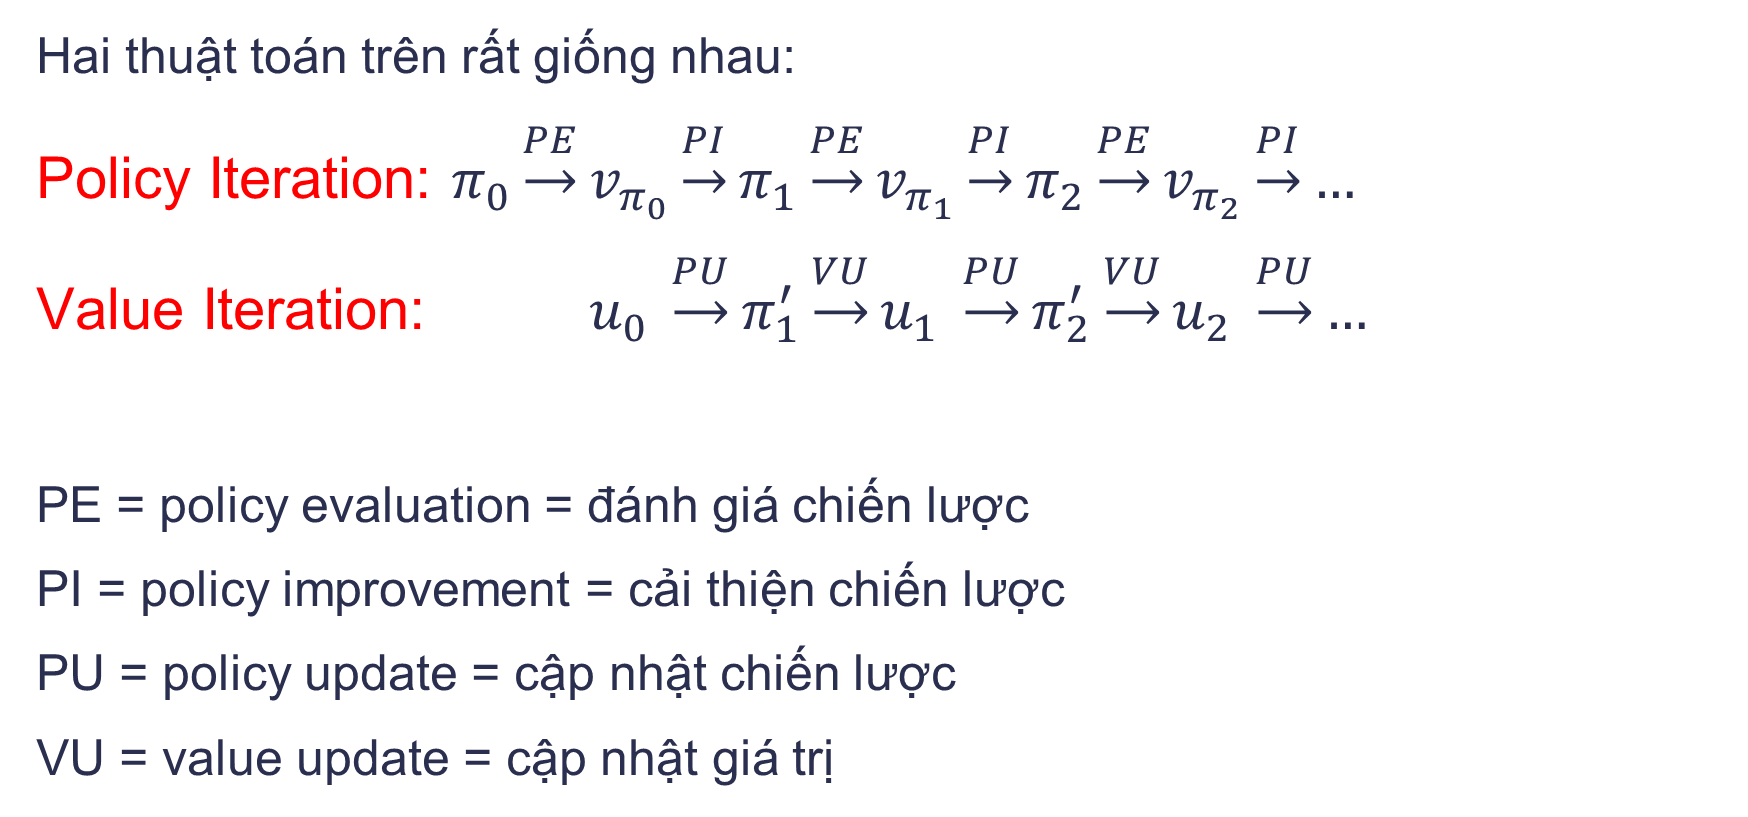 Hai thuật toán trên rất giống nhau:
Policy Iteration: π₀ →(PE) v_π₀ →(PI) π₁ →(PE) v_π₁ →(PI) π₂ →(PE) v_π₂ →(PI) ...
Value Iteration: u₀ →(PU) π′₁ →(VU) u₁ →(PU) π′₂ →(VU) u₂ →(PU) ...
PE = policy evaluation = đánh giá chiến lược
PI = policy improvement = cải thiện chiến lược
PU = policy update = cập nhật chiến lược
VU = value update = cập nhật giá trị